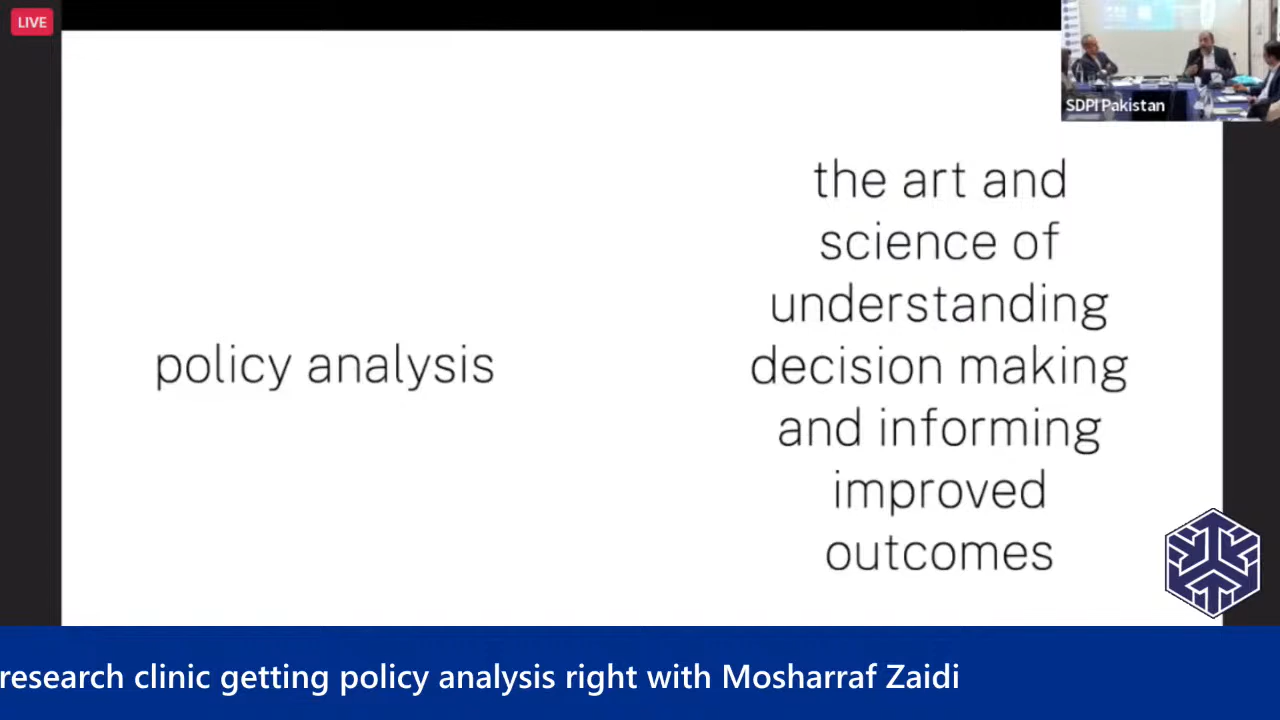 LIVE
SDPI Pakistan
the art and
science of
understanding
policy analysis
decision making
and informing
improved
outcomes
research clinic getting policy analysis right with Mosharraf Zaidi